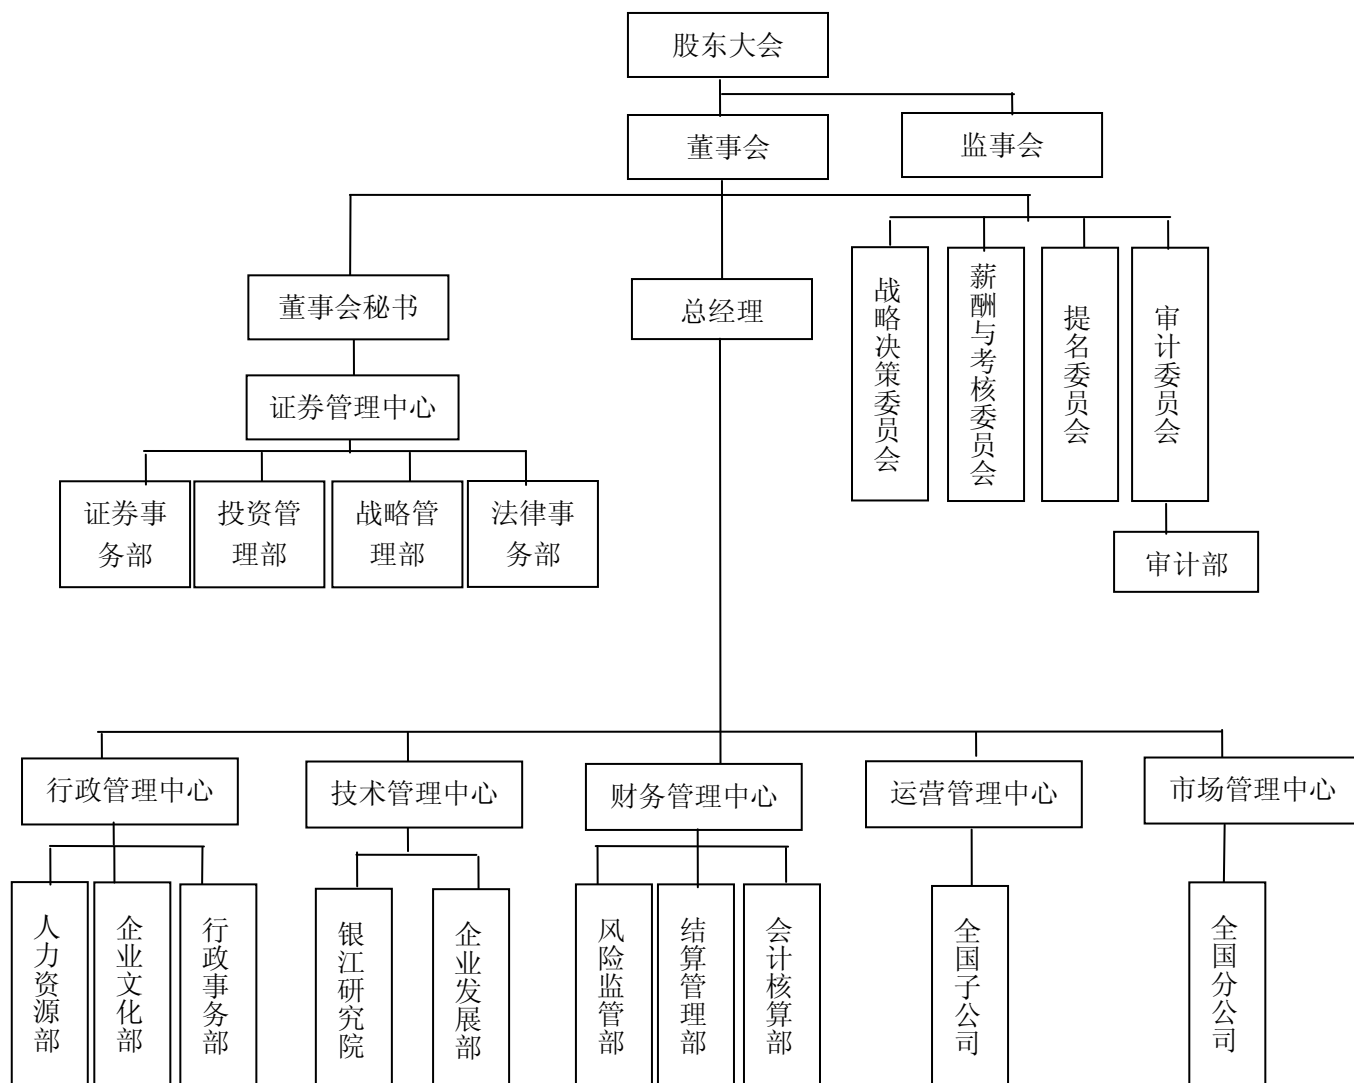 股东大会
董事会
监事会
董事会秘书
总经理
战略决策委员会
薪酬与考核委员会
提名委员会
审计委员会
证券管理中心
证券事
务部
投资管
理部
战略管
理部
法律事
务部
审计部
行政管理中心
技术管理中心
财务管理中心
运营管理中心
市场管理中心
人力资源部
企业文化部
行政事务部
银江研究院
企业发展部
风险监管部
结算管理部
会计核算部
全国子公司
全国分公司